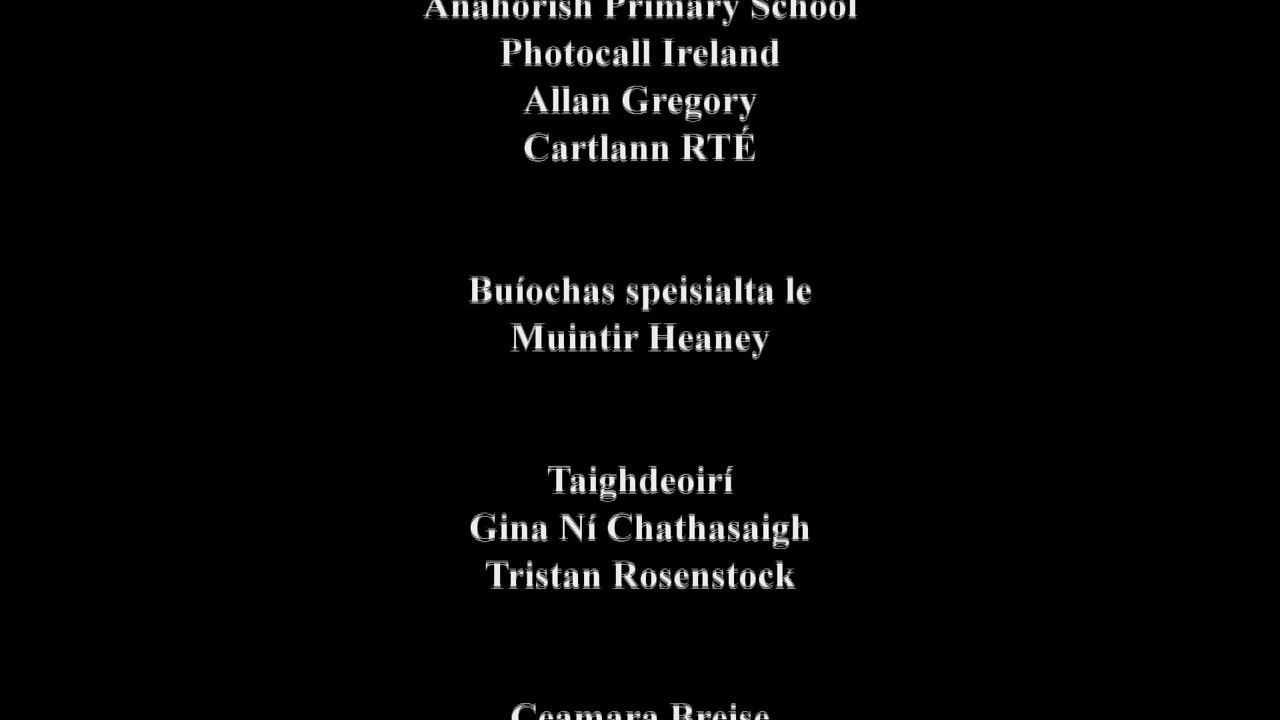 Anahorish Primary School
Photocall Ireland
Allan Gregory
Cartlann RTÉ
Buíochas speisialta le
Muintir Heaney
Taighdeoirí
Gina Ní Chathasaigh
Tristan Rosenstock
Ceamara Breise